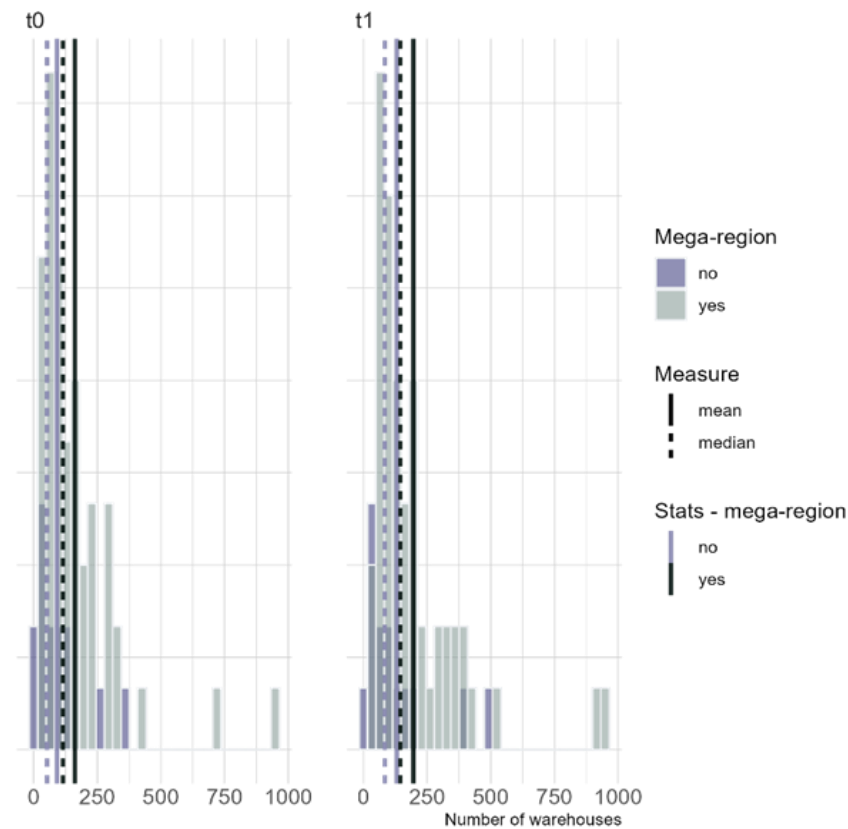 t0
t1
0 250 500 750 1000
0 250 500 750 1000
Number of warehouses
Mega-region
no
yes
Measure
mean
median
Stats - mega-region
no
yes